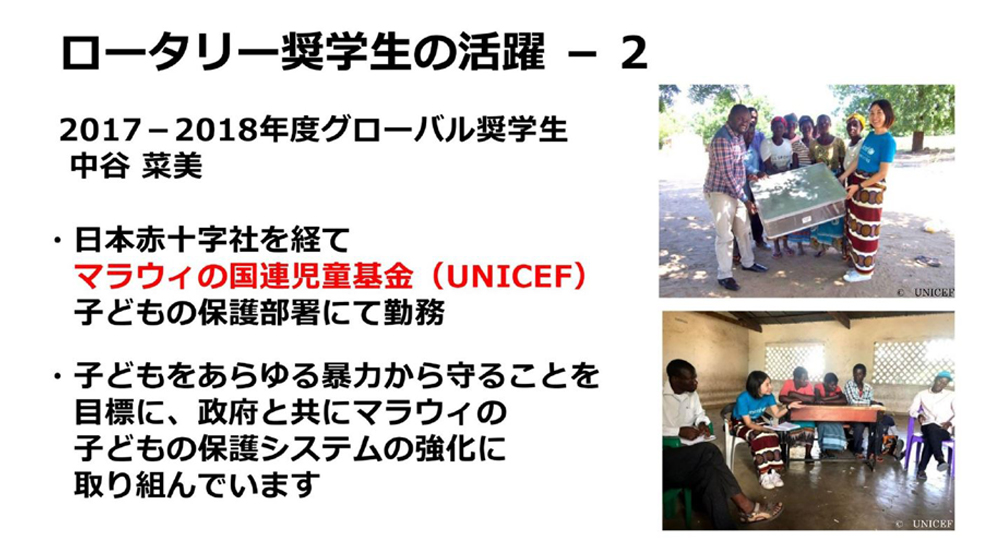 ロータリー奨学生の活躍 － 2
2017－2018年度グローバル奨学生
中谷 菜美
・日本赤十字社を経て
マラウィの国連児童基金（UNICEF）
子どもの保護部署にて勤務
・子どもをあらゆる暴力から守ることを
目標に、政府と共にマラウィの
子どもの保護システムの強化に
取り組んでいます
© UNICEF
© UNICEF